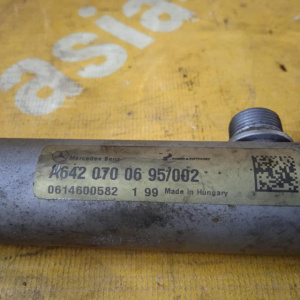 asia
Mercedes Benz
A642 070 06 95/002
0614600582 1 99 Made in Hungary